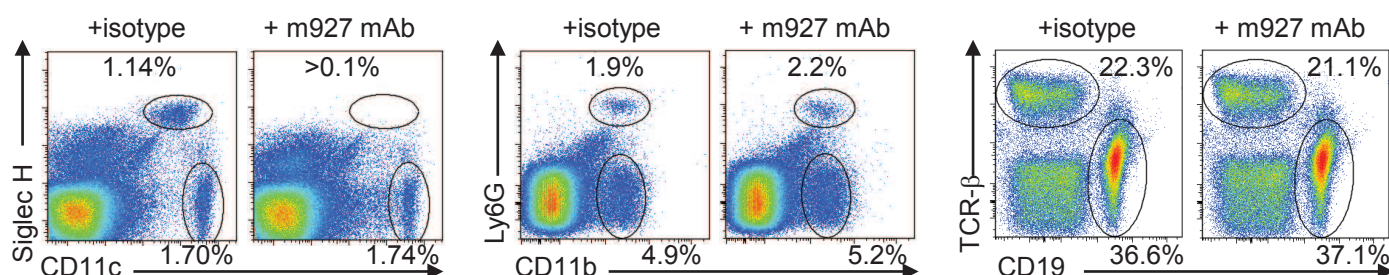 +isotype + m927 mAb +isotype + m927 mAb +isotype + m927 mAb
1.14% >0.1% 1.9% 2.2% 22.3% 21.1%
Siglec H Ly6G TCR-β
1.70% 1.74% 4.9% 5.2% 36.6% 37.1%
CD11c CD11b CD19